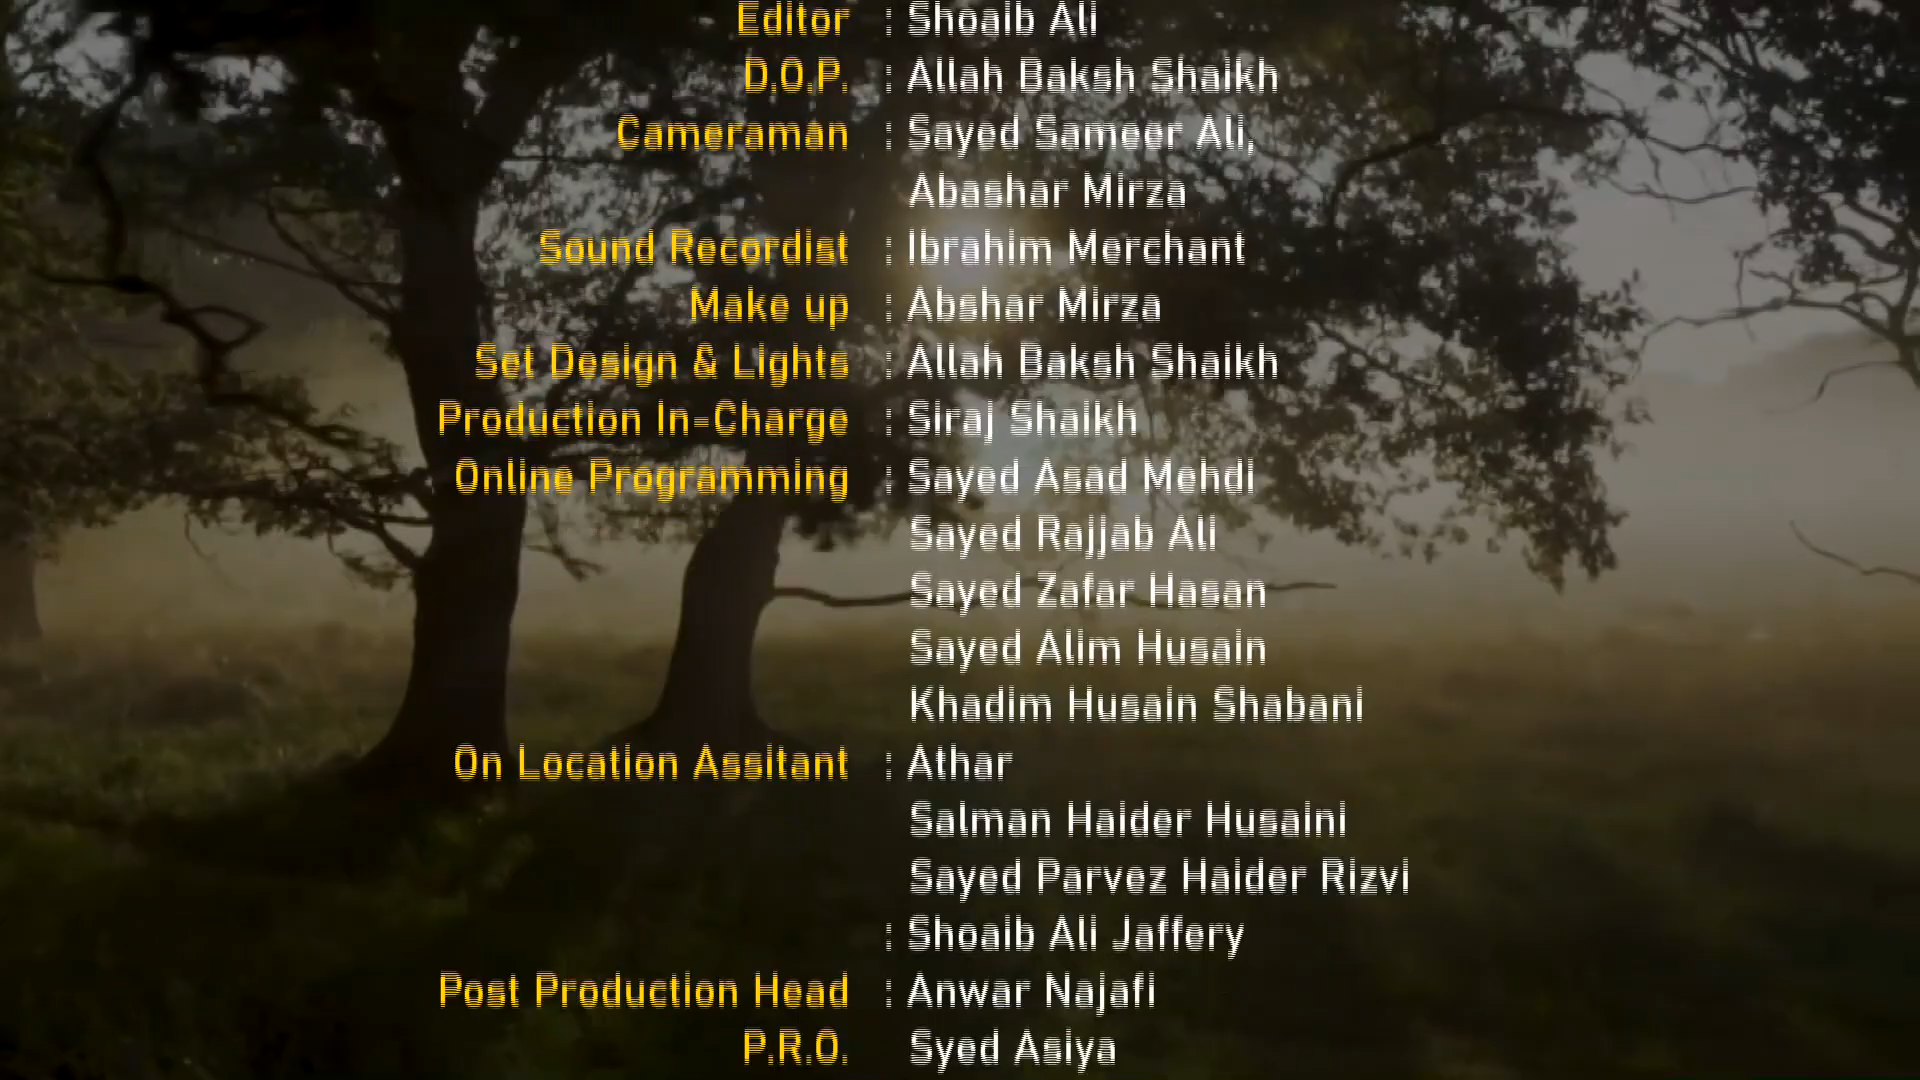 Editor : Shoaib Ali
D.O.P. : Allah Baksh Shaikh
Cameraman : Sayed Sameer Ali,
Abashar Mirza
Sound Recordist : Ibrahim Merchant
Make up : Abshar Mirza
Set Design & Lights : Allah Baksh Shaikh
Production In-Charge : Siraj Shaikh
Online Programming : Sayed Asad Mehdi
Sayed Rajjab Ali
Sayed Zafar Hasan
Sayed Alim Husain
Khadim Husain Shabani
On Location Assitant : Athar
Salman Haider Husaini
Sayed Parvez Haider Rizvi
: Shoaib Ali Jaffery
Post Production Head : Anwar Najafi
P.R.O. Syed Asiya